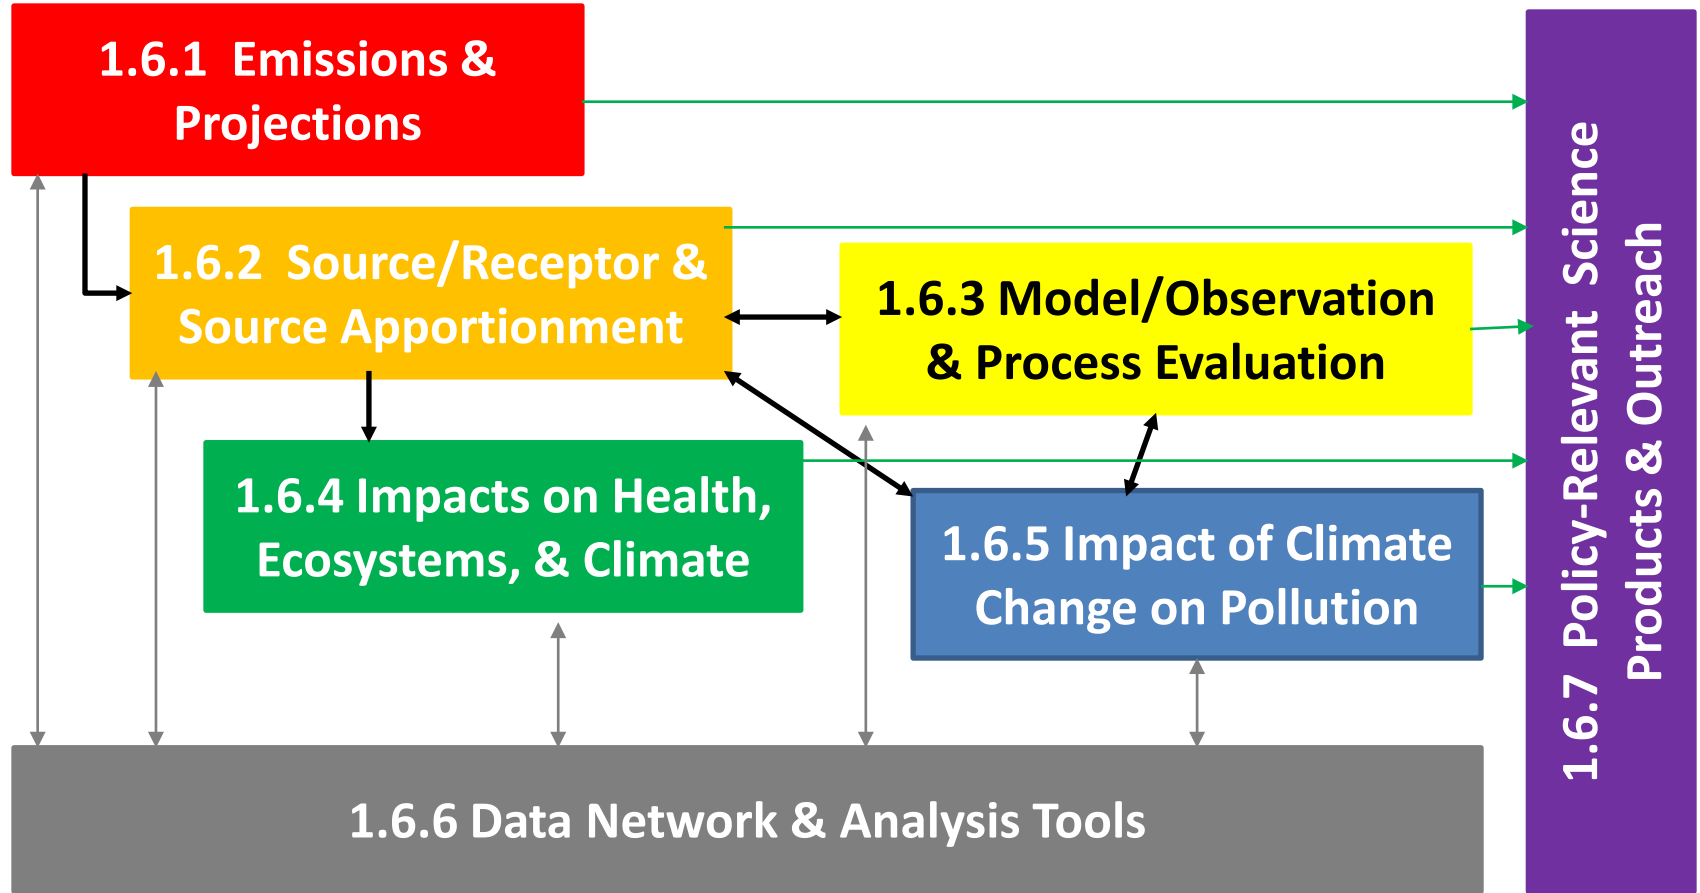 1.6.1 Emissions &
Projections
1.6.2 Source/Receptor &
Source Apportionment
1.6.3 Model/Observation
& Process Evaluation
1.6.4 Impacts on Health,
Ecosystems, & Climate
1.6.5 Impact of Climate
Change on Pollution
1.6.6 Data Network & Analysis Tools
1.6.7 Policy-Relevant Science
Products & Outreach